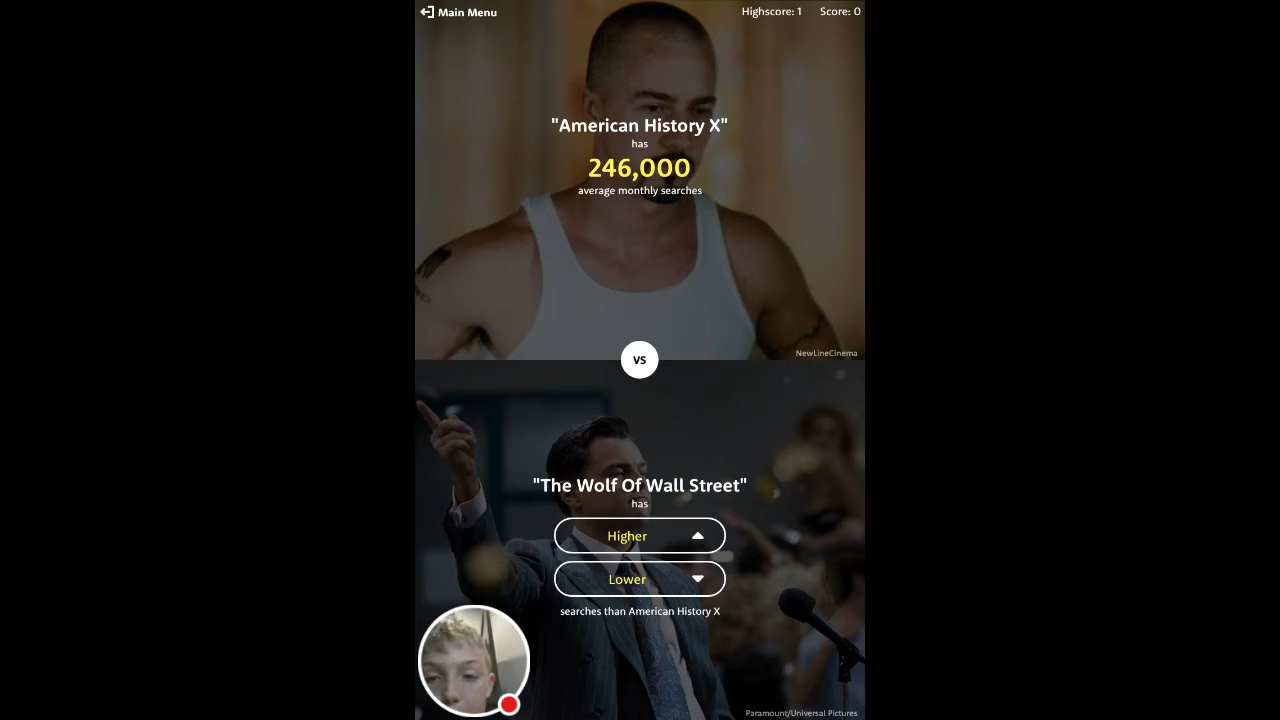 Main Menu
Highscore: 1
Score: 0
"American History X"
has
246,000
average monthly searches
NewLineCinema
VS
"The Wolf Of Wall Street"
has
Higher
Lower
searches than American History X
Paramount/Universal Pictures